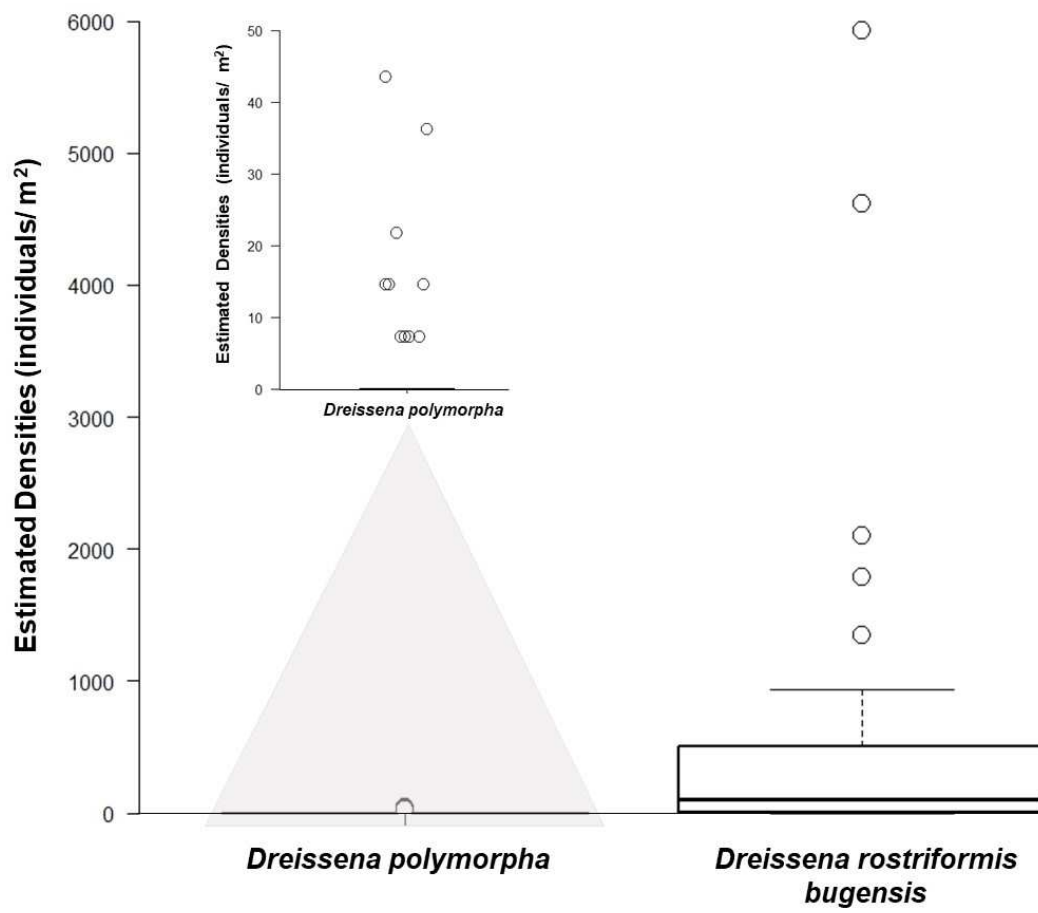 Estimated Densities (individuals/ m²)
6000
5000
4000
3000
2000
1000
0
Estimated Densities (individuals/ m²)
50
40
30
20
10
0
Dreissena polymorpha
Dreissena polymorpha
Dreissena rostriformis
bugensis